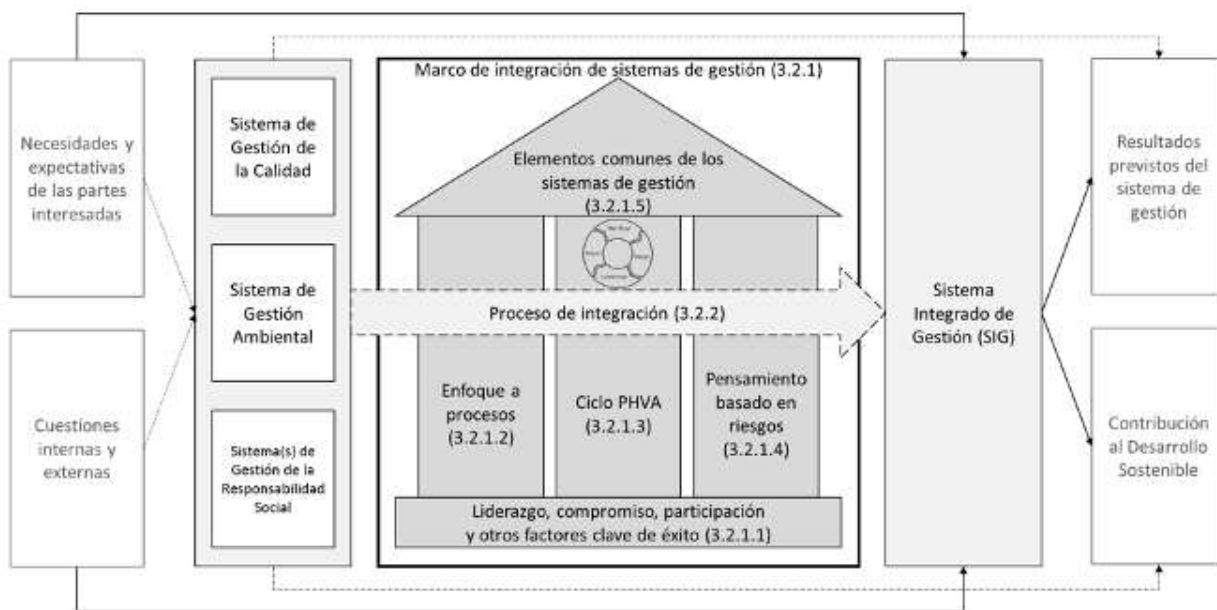 Necesidades y
expectativas
de las partes
interesadas
Cuestiones
internas y
externas
Sistema de
Gestión de
la Calidad
Sistema de
Gestión
Ambiental
Sistema(s) de
Gestión de la
Responsabilidad
Social
Marco de integración de sistemas de gestión (3.2.1)
Elementos comunes de los
sistemas de gestión
(3.2.1.5)
Proceso de integración (3.2.2)
Enfoque a
procesos
(3.2.1.2)
Ciclo PHVA
(3.2.1.3)
Pensamiento
basado en
riesgos
(3.2.1.4)
Liderazgo, compromiso, participación
y otros factores clave de éxito (3.2.1.1)
Sistema
Integrado de
Gestión (SIG)
Resultados
previstos del
sistema de
gestión
Contribución
al Desarrollo
Sostenible